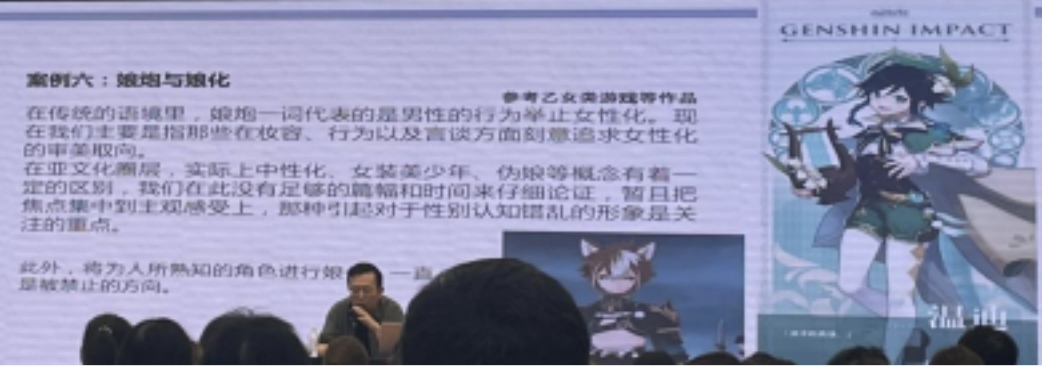 GENSHIN IMPACT
案例六：娘炮与娘化
参考乙女类游戏等作品
在传统的语境里，娘炮一词代表的是男性的行为举止女性化。现
在我们主要是指那些在妆容、行为以及言谈方面刻意追求女性化
的审美取向。
在亚文化圈层，实际上中性化、女装美少年、伪娘等概念有着一
定的区别，我们在此没有足够的篇幅和时间来仔细论证，暂且把
焦点集中到主观感受上，那种引起对于性别认知错乱的形象是关
注的重点。
此外，将为人所熟知的角色进行娘
一直
是被禁止的方向。
温迪